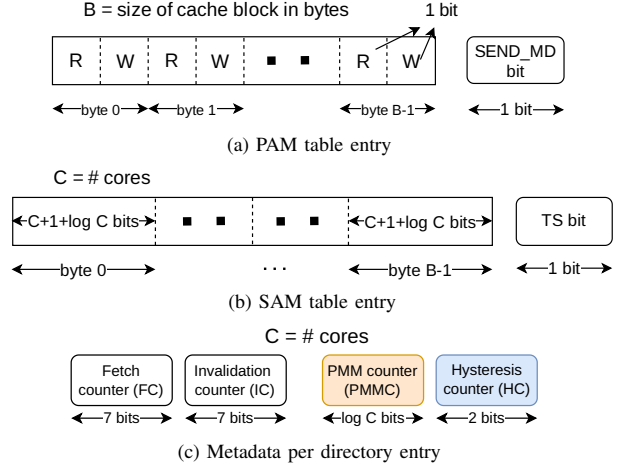 B = size of cache block in bytes
1 bit
R W R W ▪ ▪ R W
SEND_MD
bit
byte 0 byte 1 byte B-1 1 bit
(a) PAM table entry
C = # cores
C+1+log C bits ▪ ▪ ▪ ▪ C+1+log C bits TS bit
byte 0 ... byte B-1 1 bit
(b) SAM table entry
C = # cores
Fetch
counter (FC)
Invalidation
counter (IC)
PMM counter
(PMMC)
Hysteresis
counter (HC)
7 bits 7 bits log C bits 2 bits
(c) Metadata per directory entry